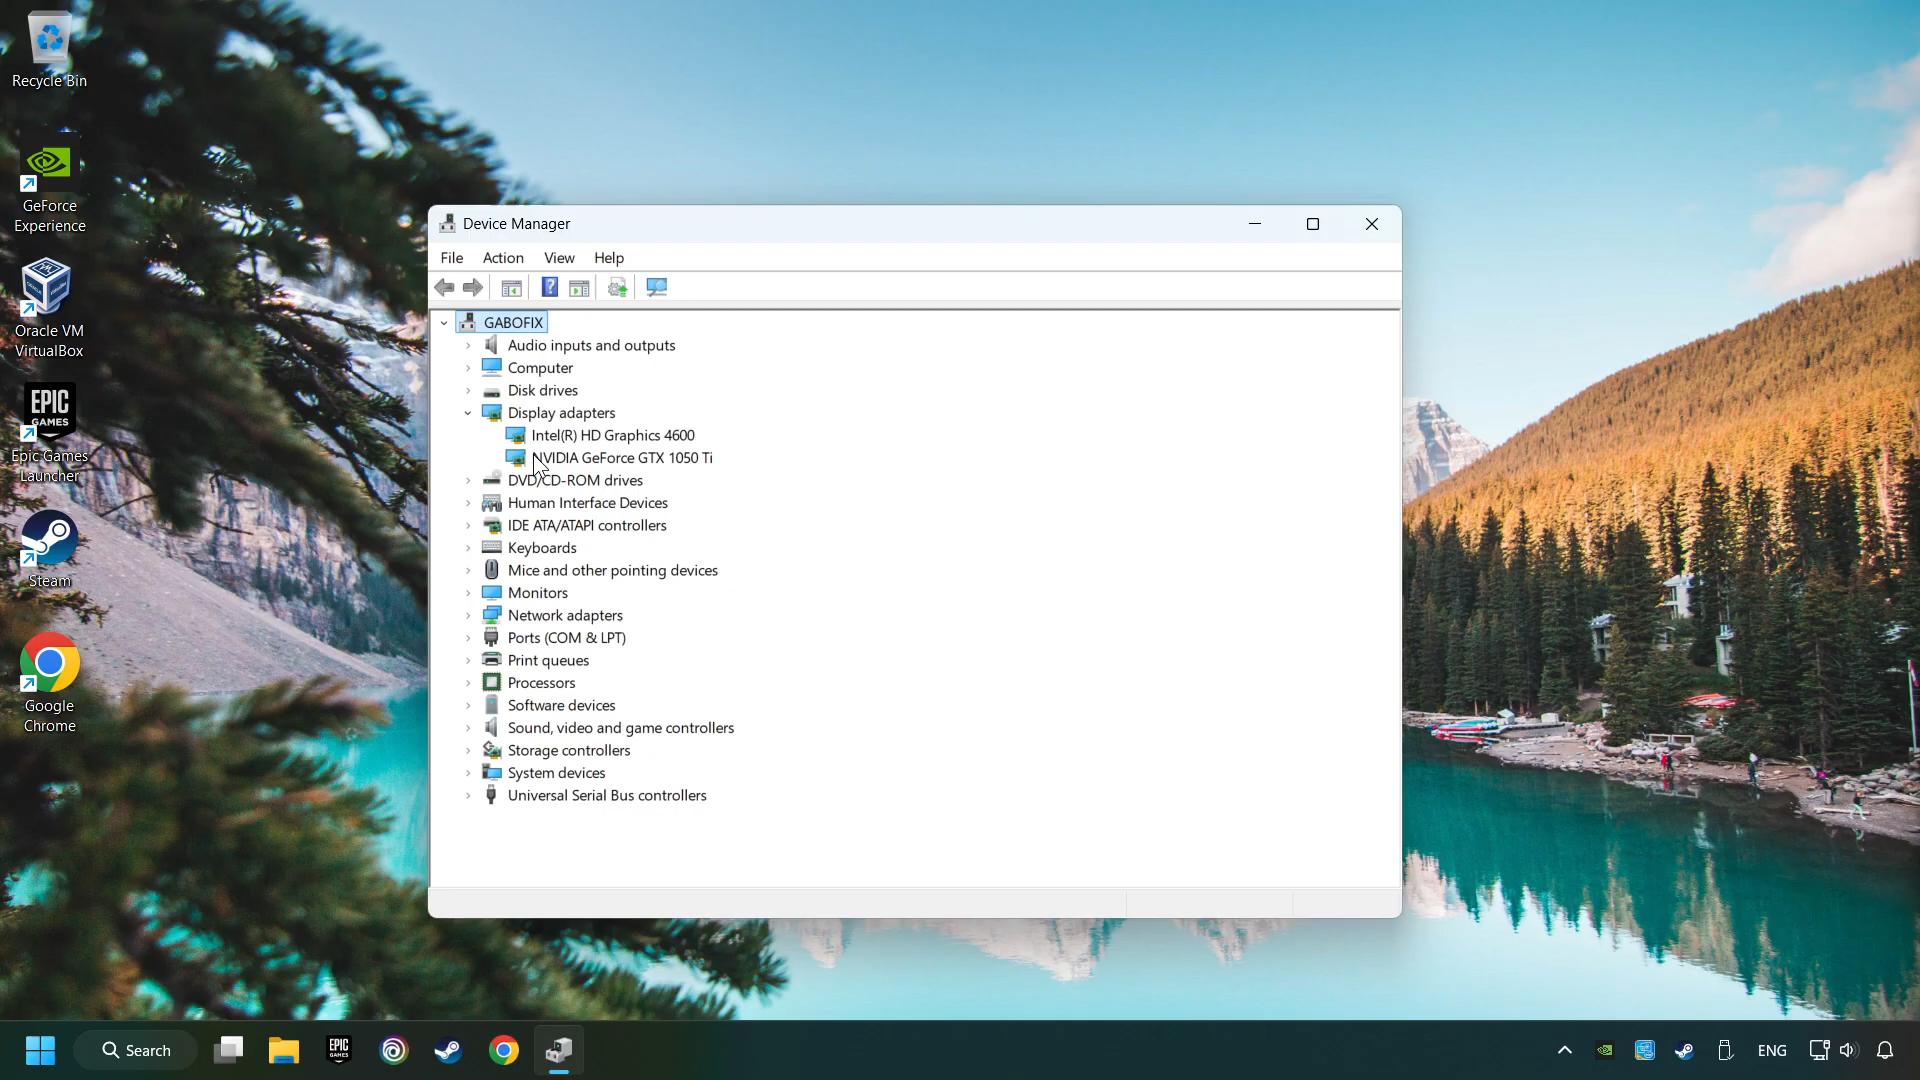 Recycle Bin
GeForce
Experience
Oracle VM
VirtualBox
EPIC
GAMES
Epic Games
Launcher
Steam
Google
Chrome
Device Manager
File Action View Help
GABOFIX
Audio inputs and outputs
Computer
Disk drives
Display adapters
Intel(R) HD Graphics 4600
NVIDIA GeForce GTX 1050 Ti
DVD/CD-ROM drives
Human Interface Devices
IDE ATA/ATAPI controllers
Keyboards
Mice and other pointing devices
Monitors
Network adapters
Ports (COM & LPT)
Print queues
Processors
Software devices
Sound, video and game controllers
Storage controllers
System devices
Universal Serial Bus controllers
Search
EPIC
GAMES
ENG